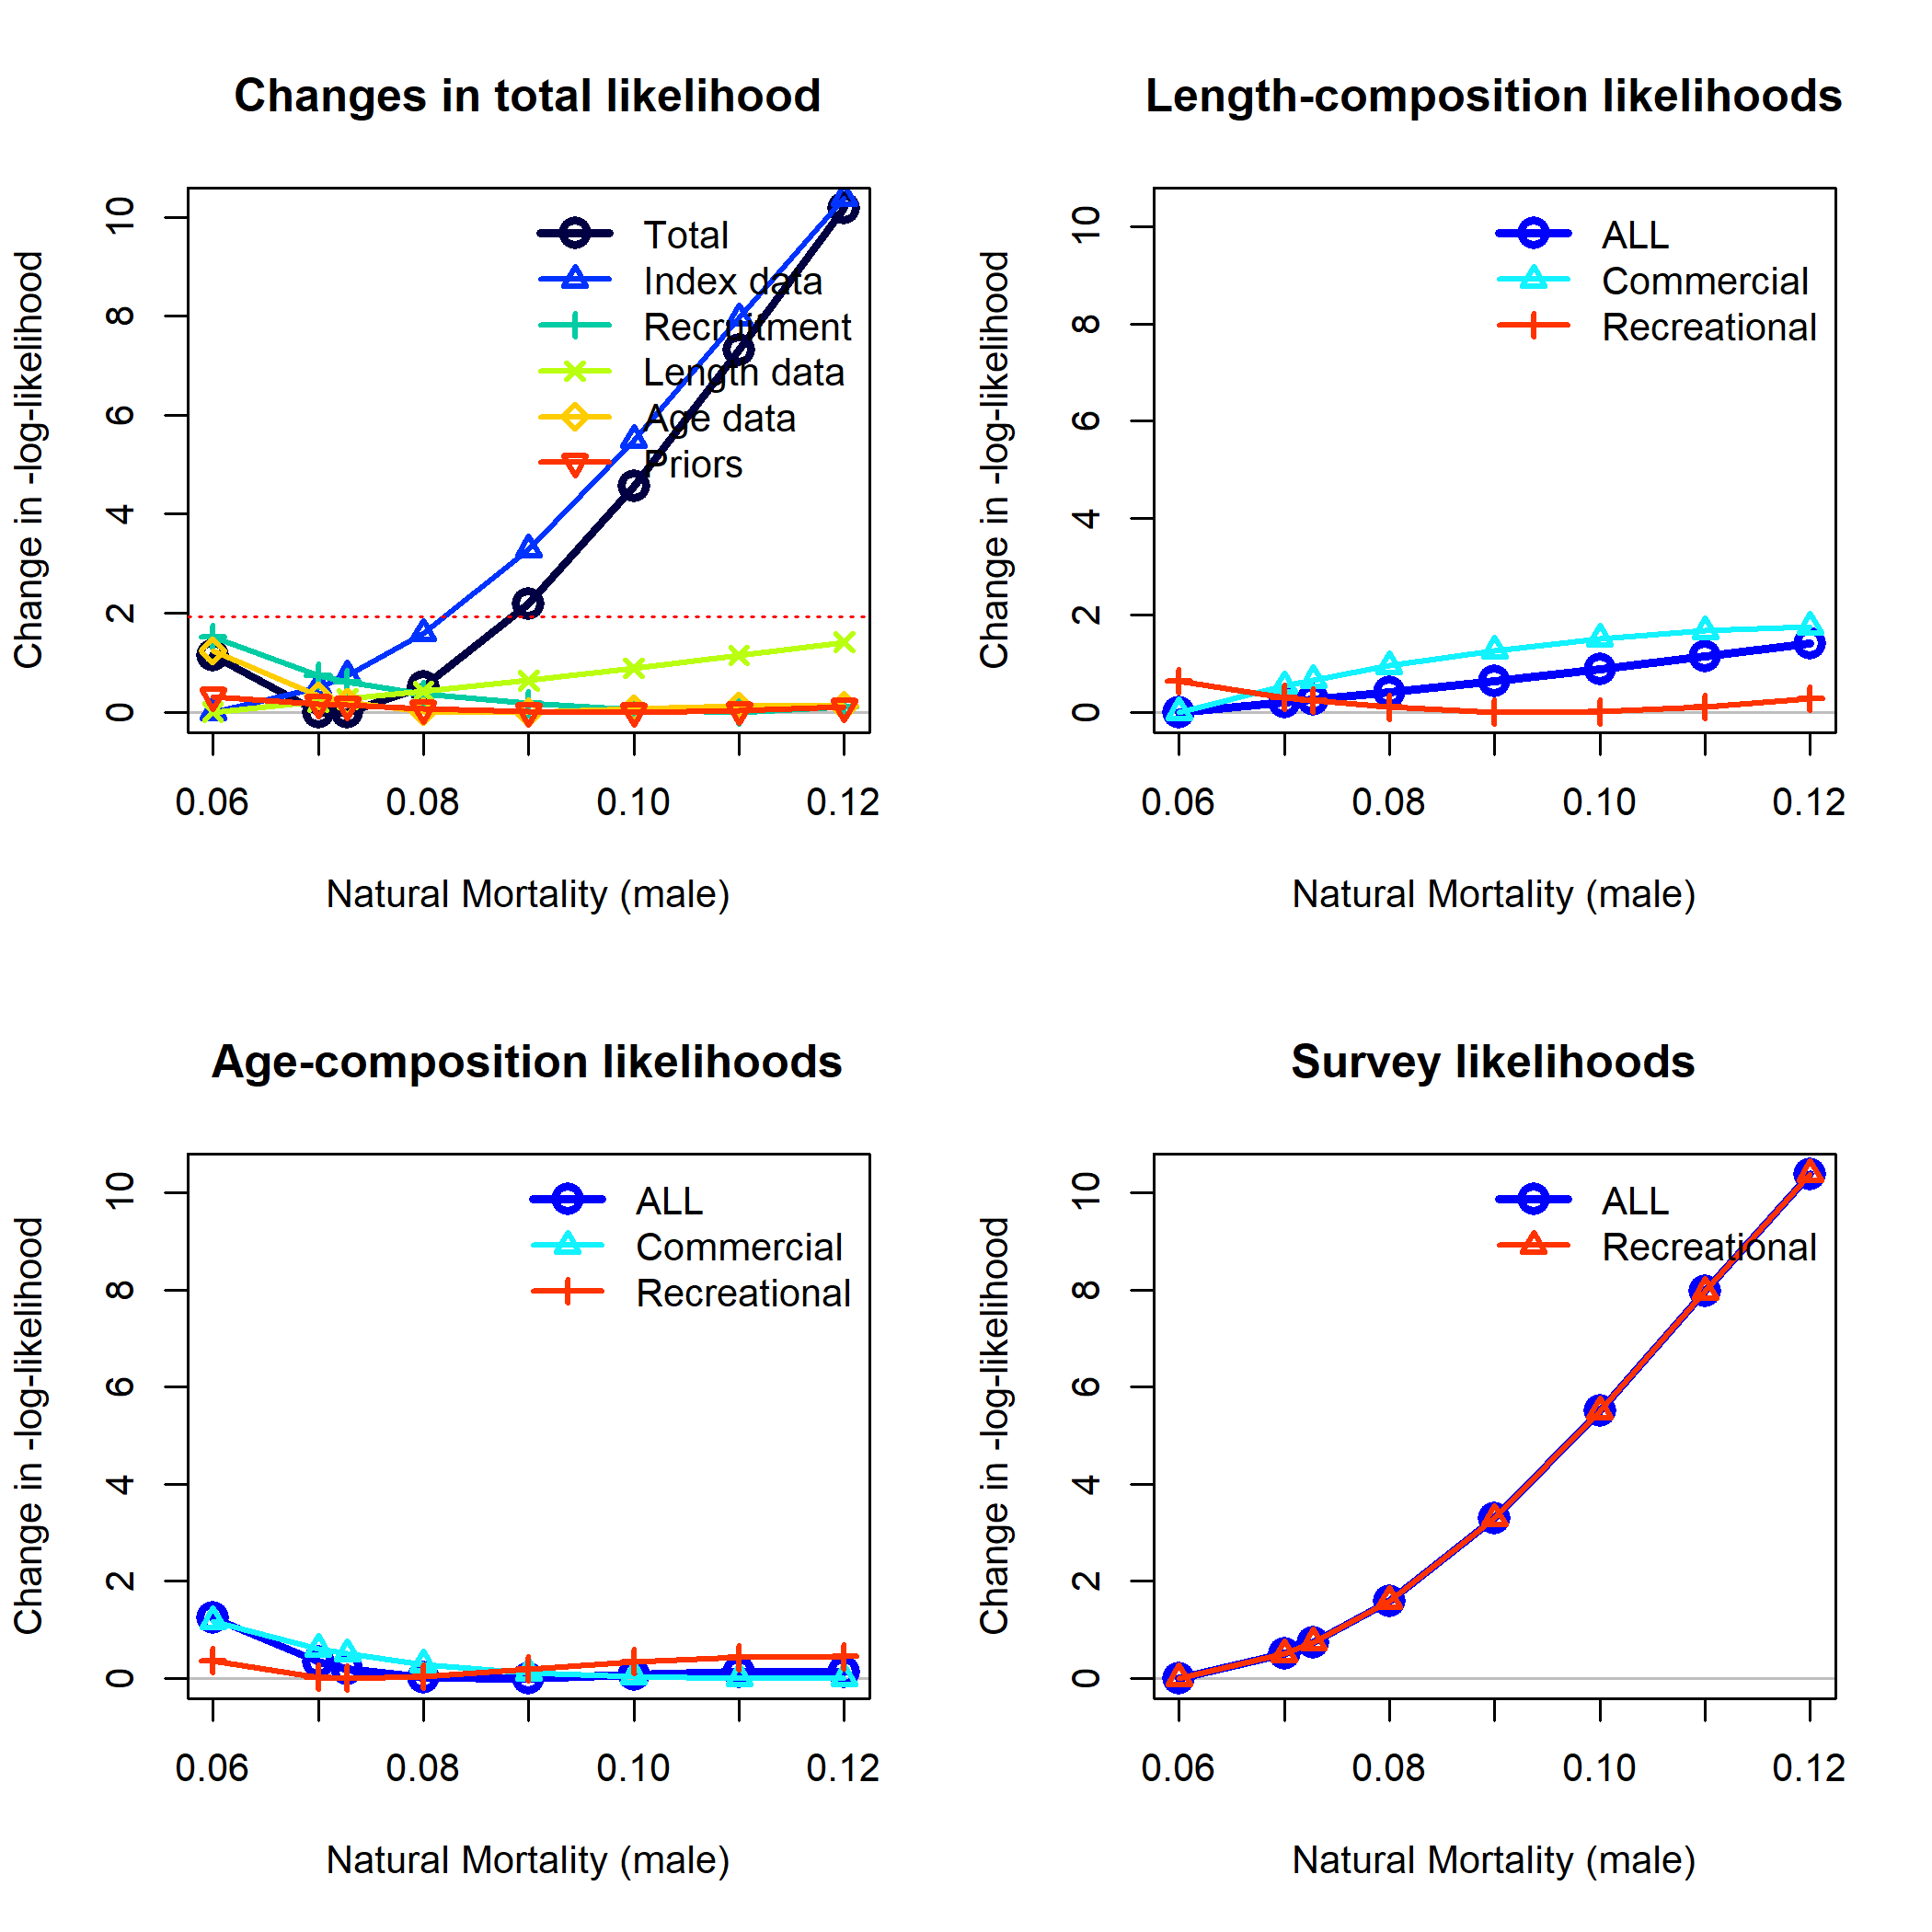 Changes in total likelihood
Change in -log-likelihood
0 2 4 6 8 10
Total
Index data
Recruitment
Length data
Age data
Priors
0.06 0.08 0.10 0.12
Natural Mortality (male)
Length-composition likelihoods
Change in -log-likelihood
0 2 4 6 8 10
ALL
Commercial
Recreational
0.06 0.08 0.10 0.12
Natural Mortality (male)
Age-composition likelihoods
Change in -log-likelihood
0 2 4 6 8 10
ALL
Commercial
Recreational
0.06 0.08 0.10 0.12
Natural Mortality (male)
Survey likelihoods
Change in -log-likelihood
0 2 4 6 8 10
ALL
Recreational
0.06 0.08 0.10 0.12
Natural Mortality (male)